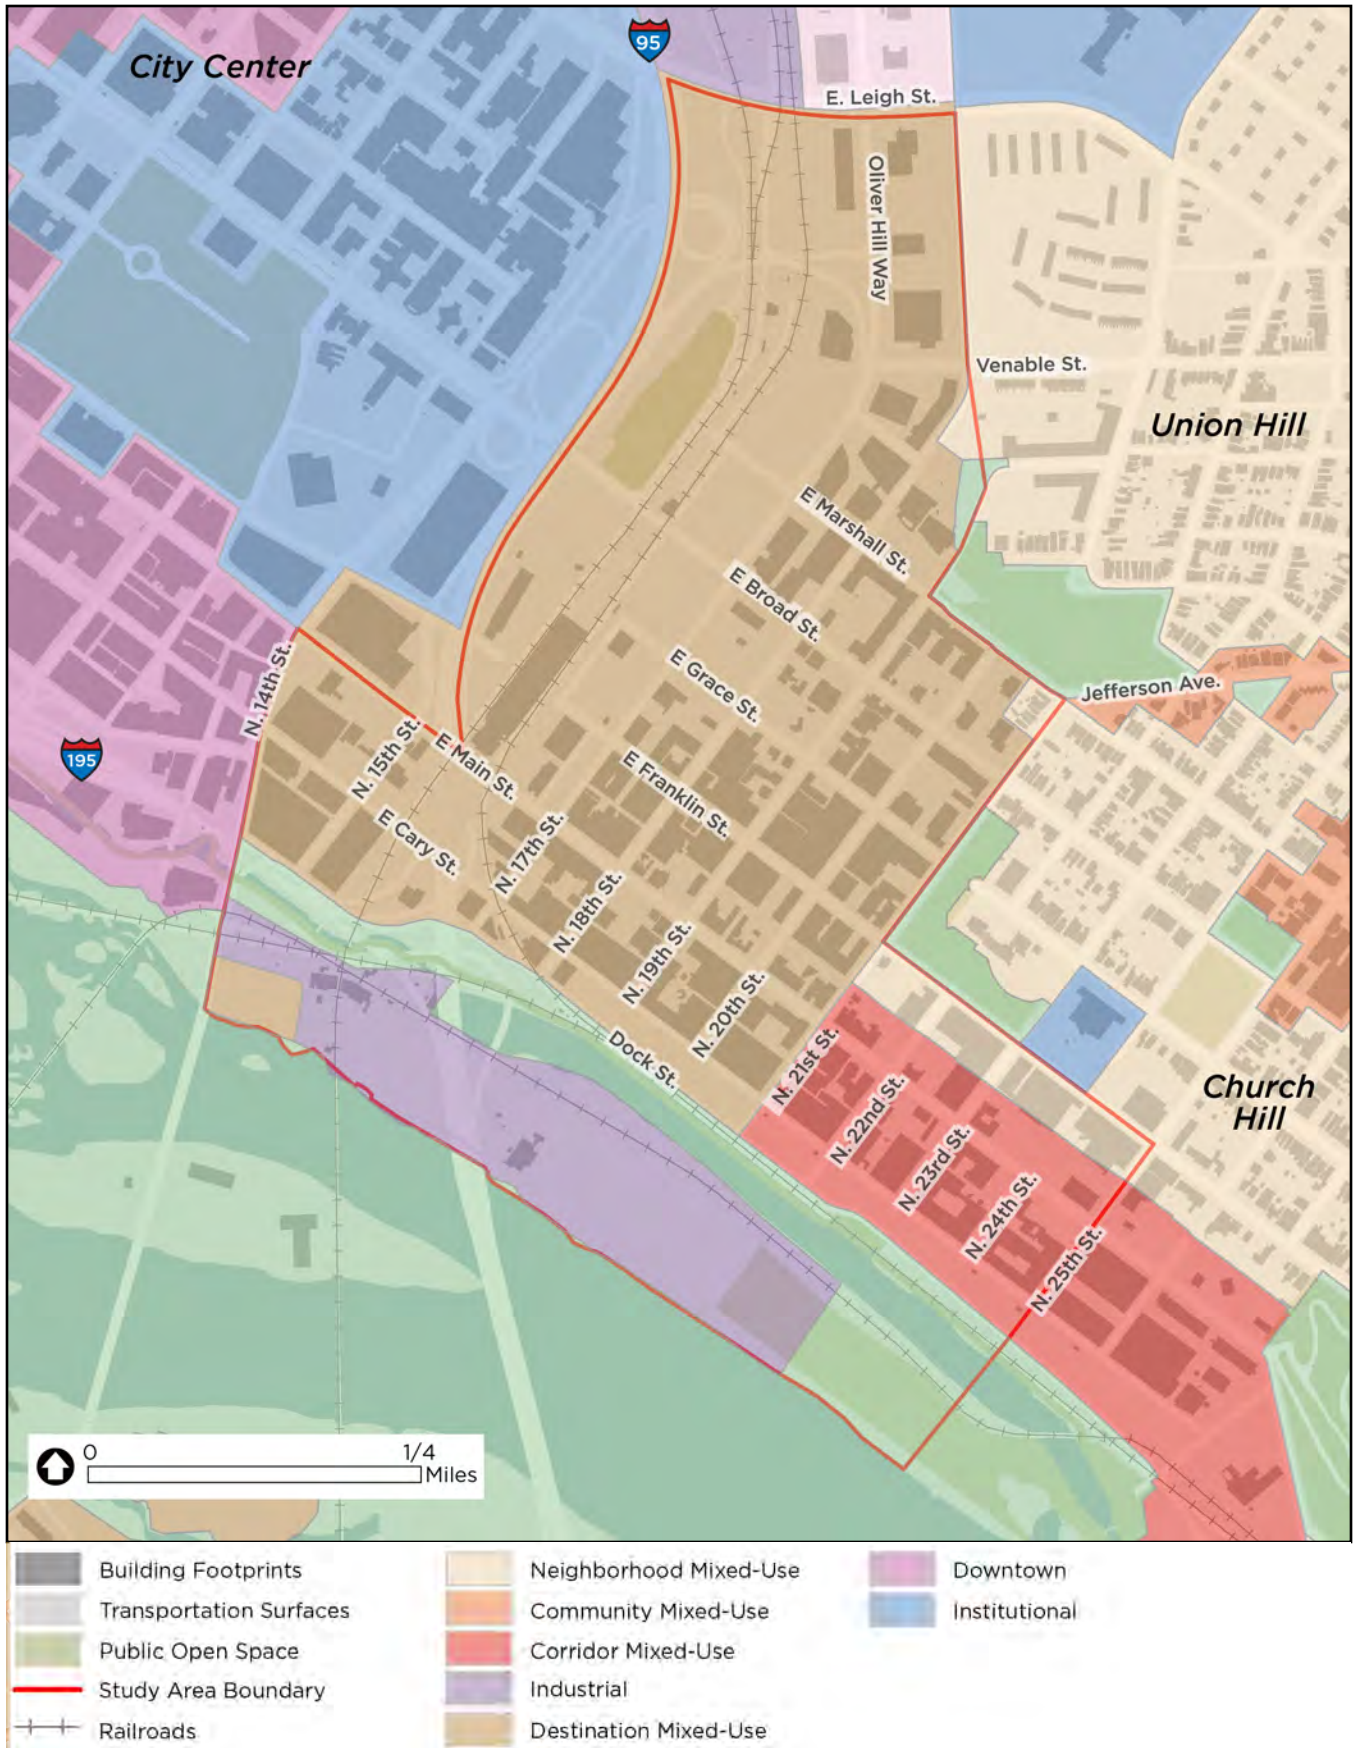 City Center
95
E. Leigh St.
Oliver Hill Way
Venable St.
Union Hill
E Marshall St.
E Broad St.
E Grace St.
Jefferson Ave.
N. 14th St.
195
N. 15th St.
E Main St.
E Franklin St.
E Cary St.
N. 17th St.
N. 18th St.
N. 19th St.
N. 20th St.
Dock St.
N. 21st St.
N. 22nd St.
N. 23rd St.
N. 24th St.
N. 25th St.
Church
Hill
0 1/4
Miles
Building Footprints
Transportation Surfaces
Public Open Space
Study Area Boundary
Railroads
Neighborhood Mixed-Use
Community Mixed-Use
Corridor Mixed-Use
Industrial
Destination Mixed-Use
Downtown
Institutional